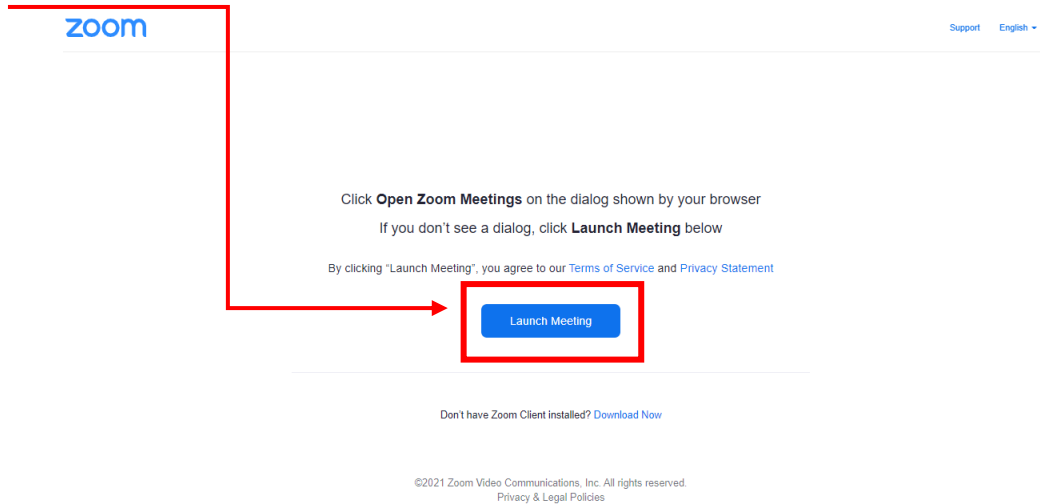 zoom
Support English
Click Open Zoom Meetings on the dialog shown by your browser
If you don't see a dialog, click Launch Meeting below
By clicking “Launch Meeting”, you agree to our Terms of Service and Privacy Statement
Launch Meeting
Don't have Zoom Client installed? Download Now
©2021 Zoom Video Communications, Inc. All rights reserved.
Privacy & Legal Policies